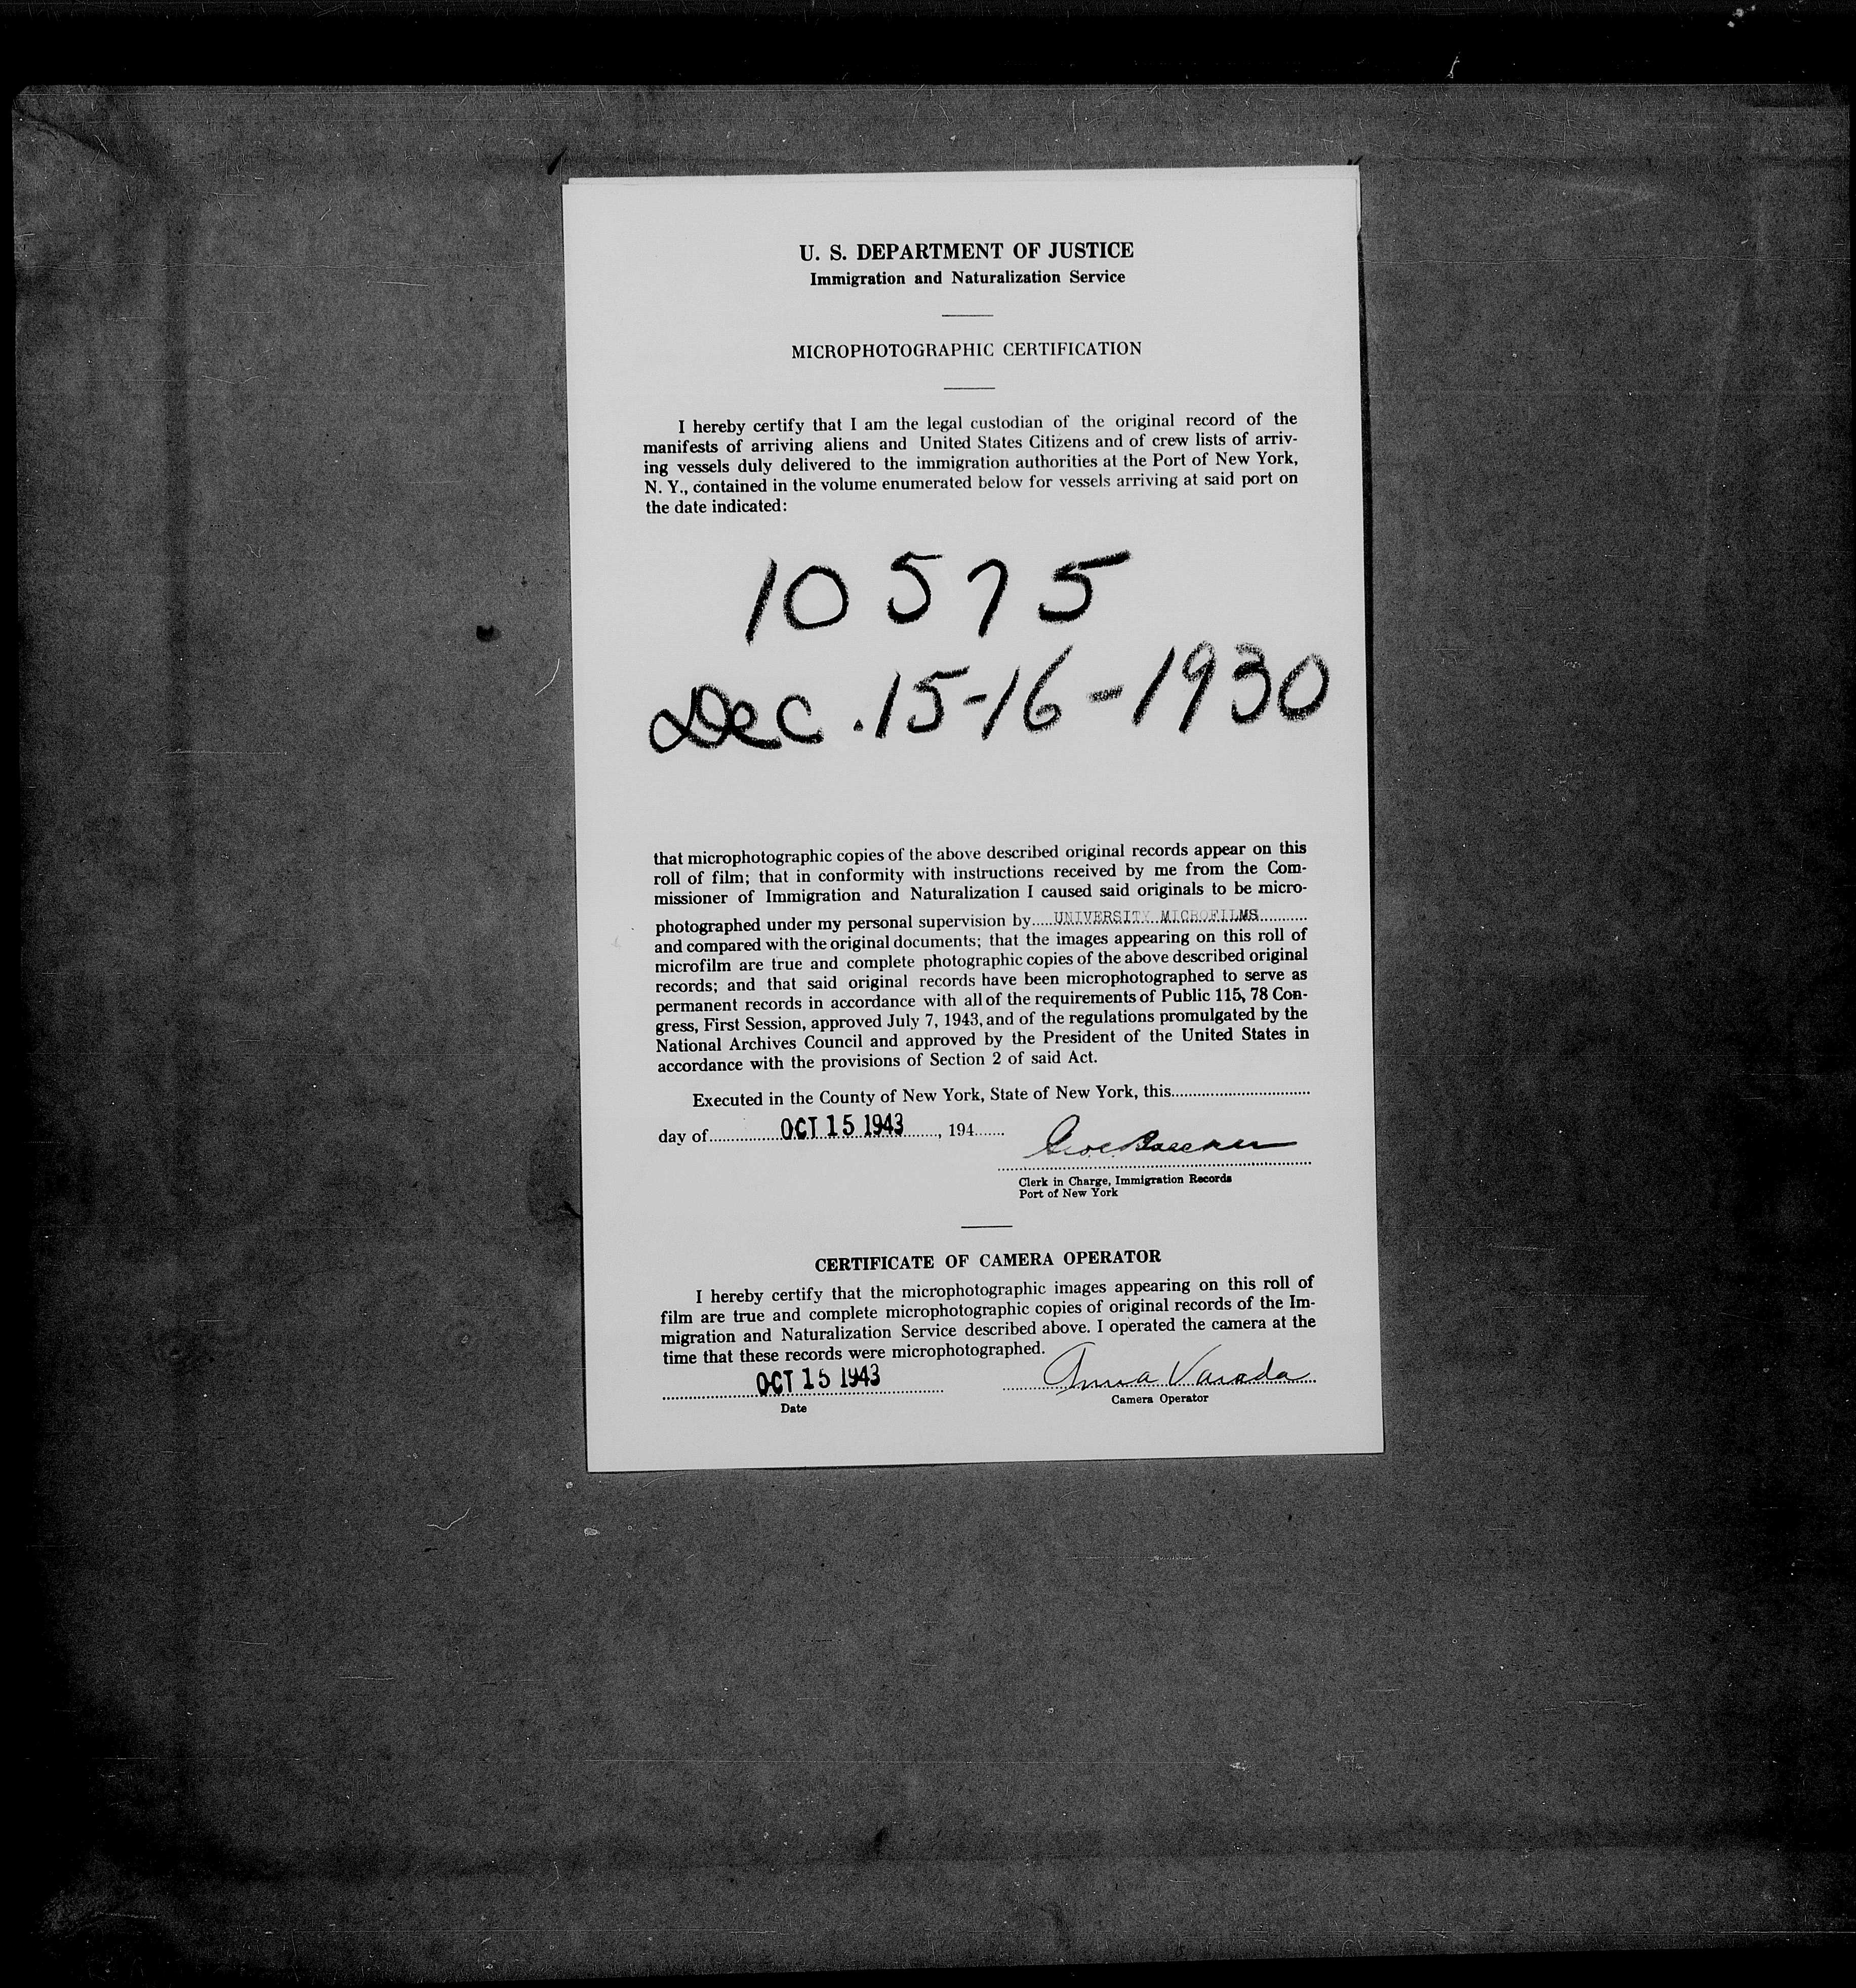 U. S. DEPARTMENT OF JUSTICE
Immigration and Naturalization Service
MICROPHOTOGRAPHIC CERTIFICATION
I hereby certify that I am the legal custodian of the original record of the
manifests of arriving aliens and United States Citizens and of crew lists of arriv-
ing vessels duly delivered to the immigration authorities at the Port of New York,
N. Y., contained in the volume enumerated below for vessels arriving at said port on
the date indicated:
10575
Dec. 15-16-1930
that microphotographic copies of the above described original records appear on this
roll of film; that in conformity with instructions received by me from the Com-
missioner of Immigration and Naturalization I caused said originals to be micro-
photographed under my personal supervision by UNIVERSITY MICROFILMS
and compared with the original documents; that the images appearing on this roll of
microfilm are true and complete photographic copies of the above described original
records; and that said original records have been microphotographed to serve as
permanent records in accordance with all of the requirements of Public 115, 78 Con-
gress, First Session, approved July 7, 1943, and of the regulations promulgated by the
National Archives Council and approved by the President of the United States in
accordance with the provisions of Section 2 of said Act.
Executed in the County of New York, State of New York, this
day of OCT 15 1943, 194
Clerk in Charge, Immigration Records
Port of New York
CERTIFICATE OF CAMERA OPERATOR
I hereby certify that the microphotographic images appearing on this roll of
film are true and complete microphotographic copies of original records of the Im-
migration and Naturalization Service described above. I operated the camera at the
time that these records were microphotographed.
OCT 15 1943 Anna
Date
Camera Operator